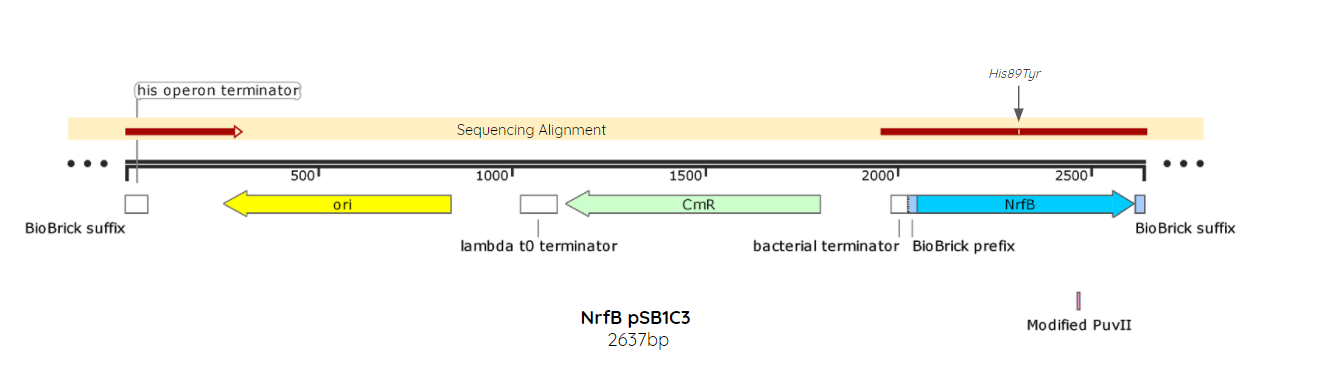 His89Tyr
his operon terminator
Sequencing Alignment
500
1000
1500
2000
2500
ori
CmR
NrfB
BioBrick suffix
BioBrick suffix
lambda t0 terminator
bacterial terminator
BioBrick prefix
NrfB pSB1C3
2637bp
Modified PuvII